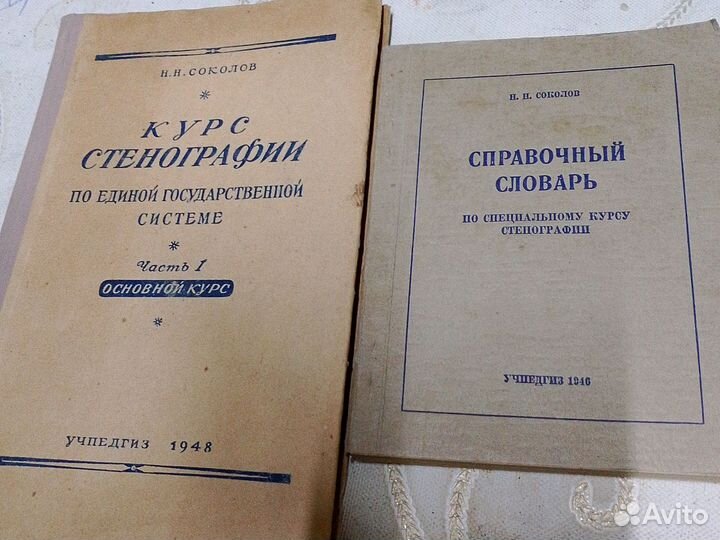 Н. Н. СОКОЛОВ
КУРС
СТЕНОГРАФИИ
ПО ЕДИНОЙ ГОСУДАРСТВЕННОЙ
СИСТЕМЕ
Часть 1
ОСНОВНОЙ КУРС
УЧПЕДГИЗ 1948
Н. Н. СОКОЛОВ
СПРАВОЧНЫЙ
СЛОВАРЬ
ПО СПЕЦИАЛЬНОМУ КУРСУ
СТЕНОГРАФИИ
УЧПЕДГИЗ 1946
Avito